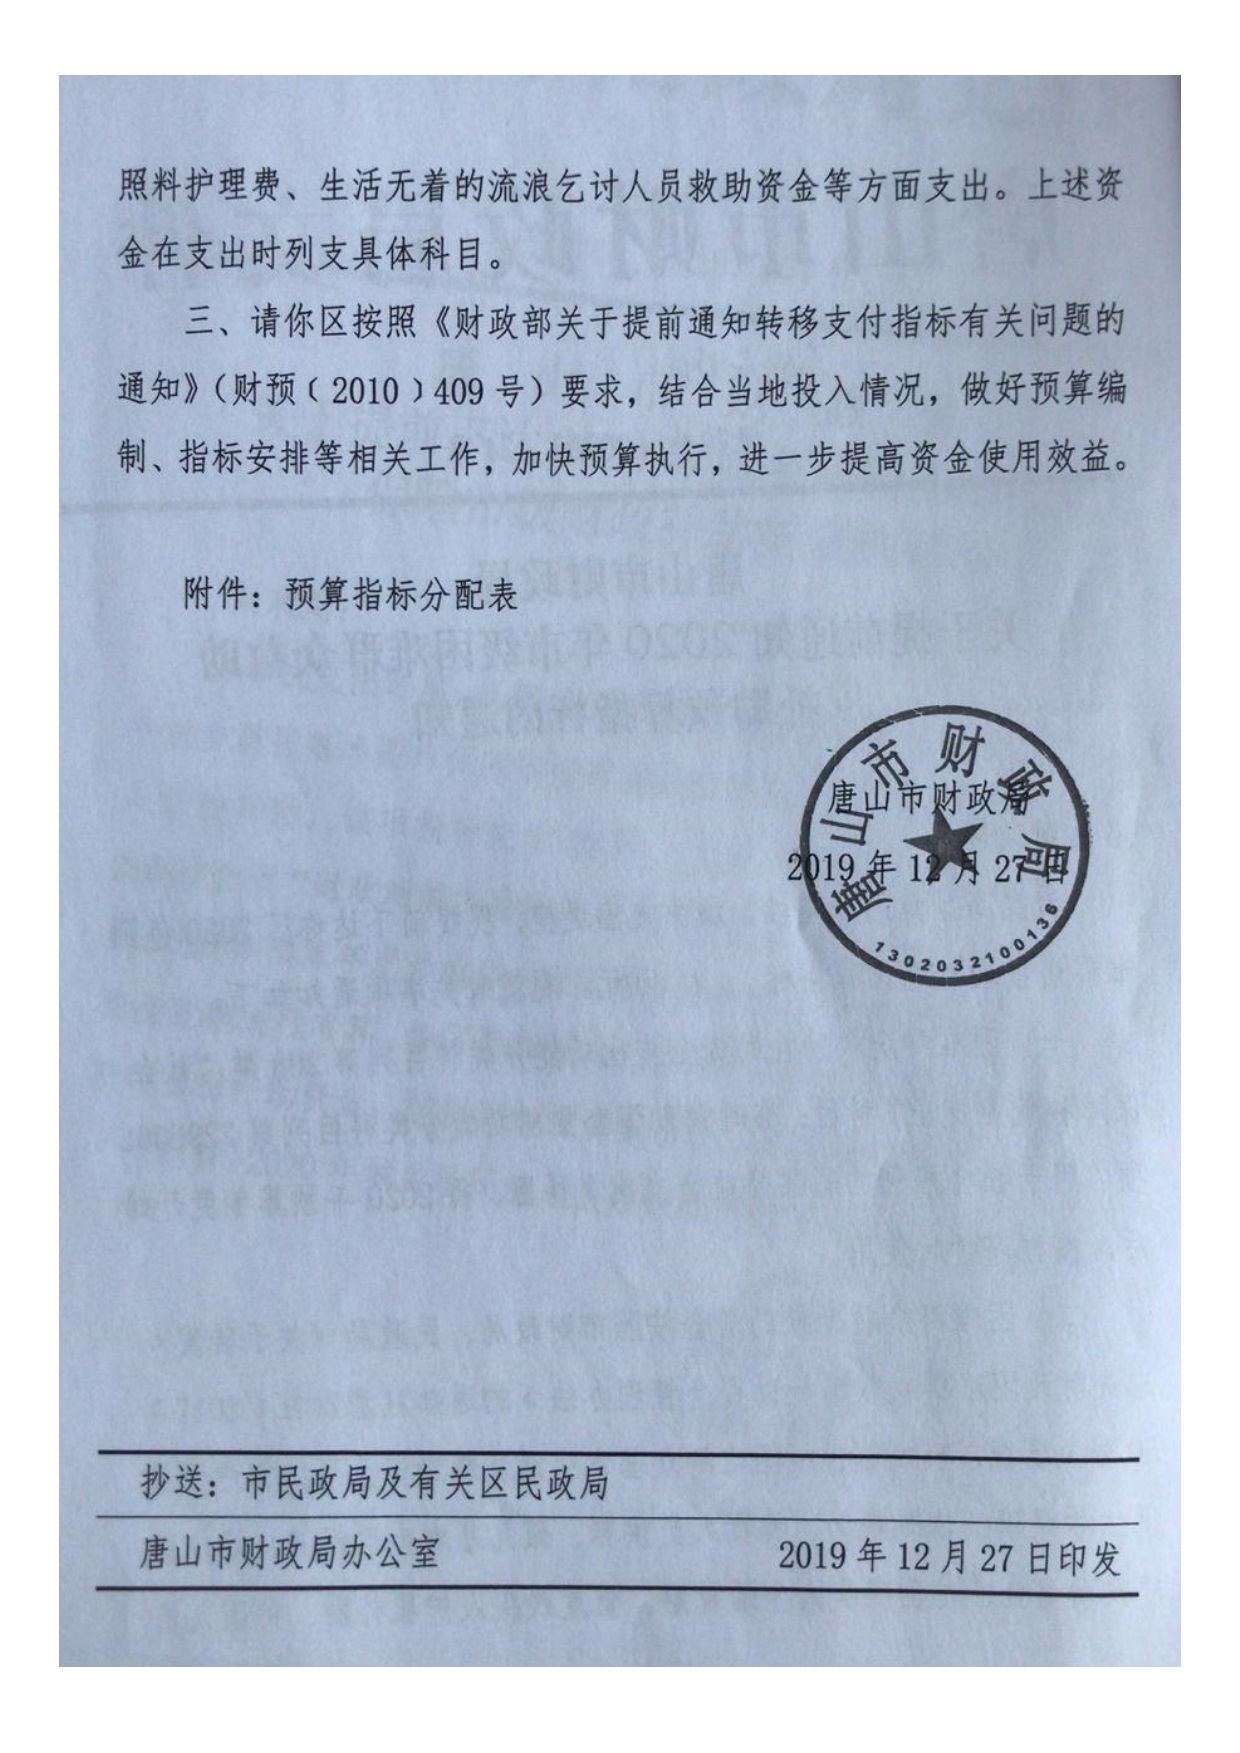 照料护理费、生活无着的流浪乞讨人员救助资金等方面支出。上述资
金在支出时列支具体科目。
三、请你区按照《财政部关于提前通知转移支付指标有关问题的
通知》（财预﹝2010﹞409号）要求，结合当地投入情况，做好预算编
制、指标安排等相关工作，加快预算执行，进一步提高资金使用效益。
附件：预算指标分配表
唐山市财政局
唐山市财政局
2019年12月27日
1302032100136
抄送：市民政局及有关区民政局
唐山市财政局办公室 2019年12月27日印发